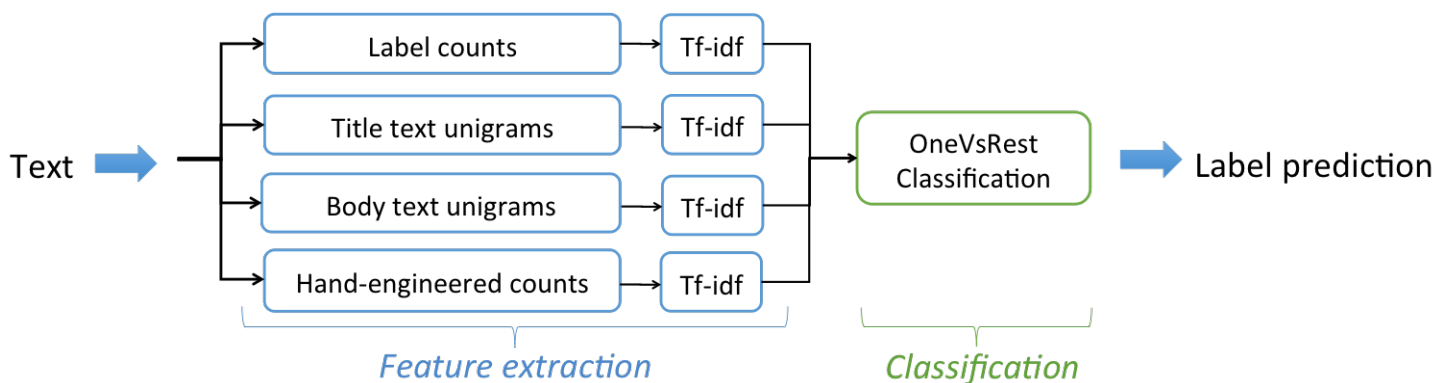 Text
Label counts
Tf-idf
Title text unigrams
Tf-idf
Body text unigrams
Tf-idf
Hand-engineered counts
Tf-idf
OneVsRest
Classification
Label prediction
Feature extraction
Classification